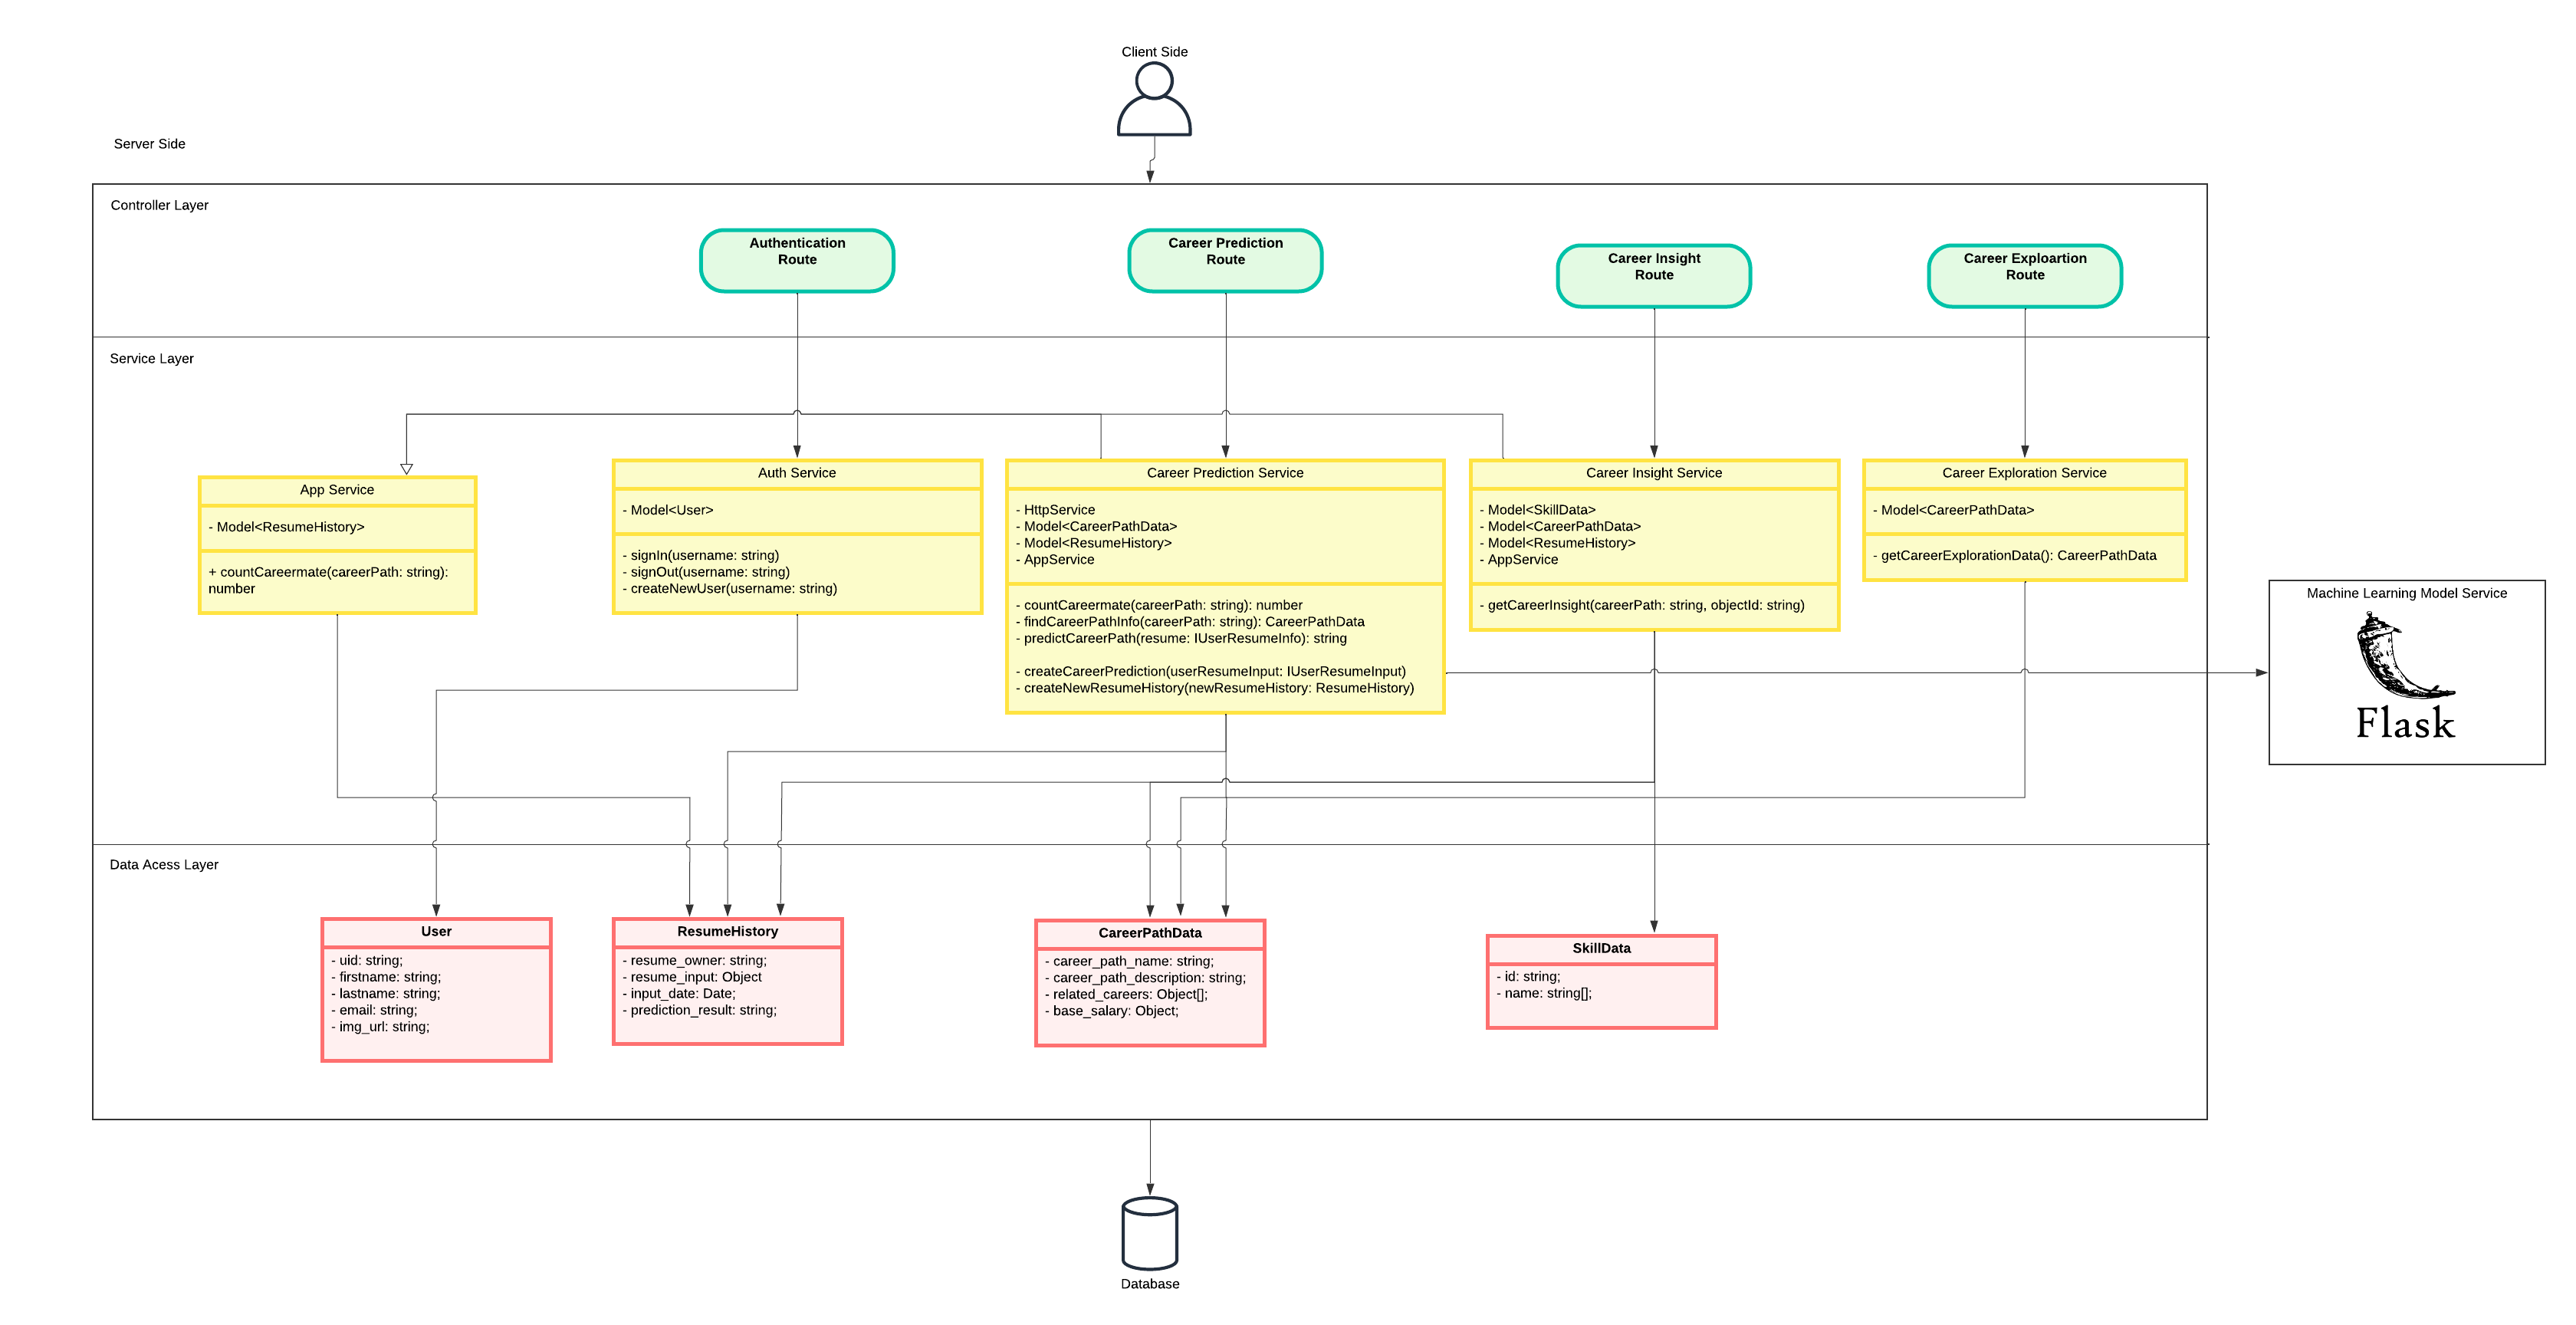 Client Side
Server Side
Controller Layer
Authentication
Route
Career Prediction
Route
Career Insight
Route
Career Exploartion
Route
Service Layer
App Service
- Model<ResumeHistory>
+ countCareermate(careerPath: string):
number
Auth Service
- Model<User>
- signIn(username: string)
- signOut(username: string)
- createNewUser(username: string)
Career Prediction Service
- HttpService
- Model<CareerPathData>
- Model<ResumeHistory>
- AppService
- countCareermate(careerPath: string): number
- findCareerPathInfo(careerPath: string): CareerPathData
- predictCareerPath(resume: IUserResumeInfo): string
- createCareerPrediction(userResumeInput: IUserResumeInput)
- createNewResumeHistory(newResumeHistory: ResumeHistory)
Career Insight Service
- Model<SkillData>
- Model<CareerPathData>
- Model<ResumeHistory>
- AppService
- getCareerInsight(careerPath: string, objectId: string)
Career Exploration Service
- Model<CareerPathData>
- getCareerExplorationData(): CareerPathData
Machine Learning Model Service
Flask
Data Acess Layer
User
- uid: string;
- firstname: string;
- lastname: string;
- email: string;
- img_url: string;
ResumeHistory
- resume_owner: string;
- resume_input: Object
- input_date: Date;
- prediction_result: string;
CareerPathData
- career_path_name: string;
- career_path_description: string;
- related_careers: Object[];
- base_salary: Object;
SkillData
- id: string;
- name: string[];
Database